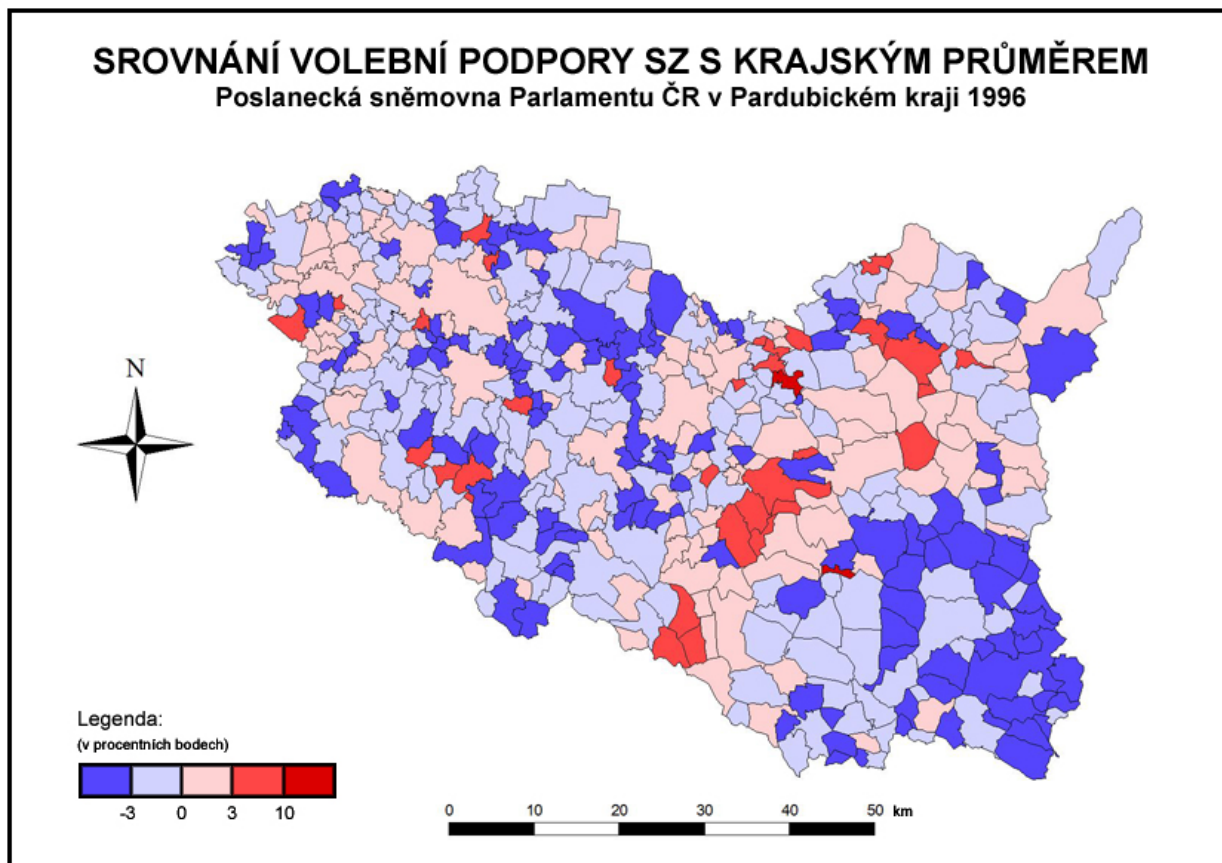 SROVNÁNÍ VOLEBNÍ PODPORY SZ S KRAJSKÝM PRŮMĚREM
Poslanecká sněmovna Parlamentu ČR v Pardubickém kraji 1996
N
Legenda:
(v procentních bodech)
-3 0 3 10
0 10 20 30 40 50 km